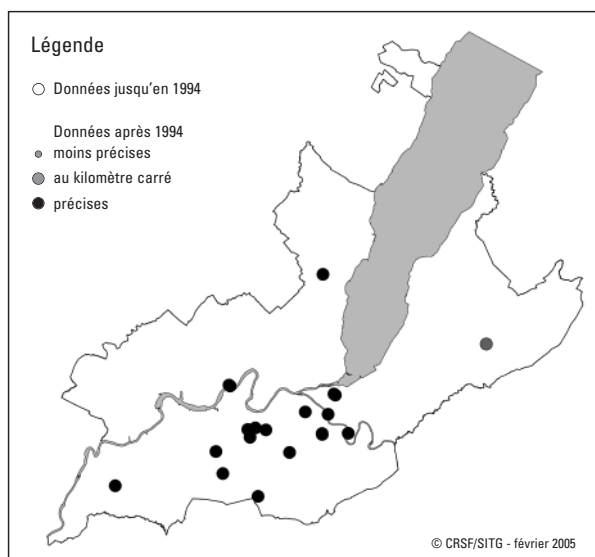 Légende
Données jusqu'en 1994
Données après 1994
moins précises
au kilomètre carré
précises
© CRSF/SITG - février 2005